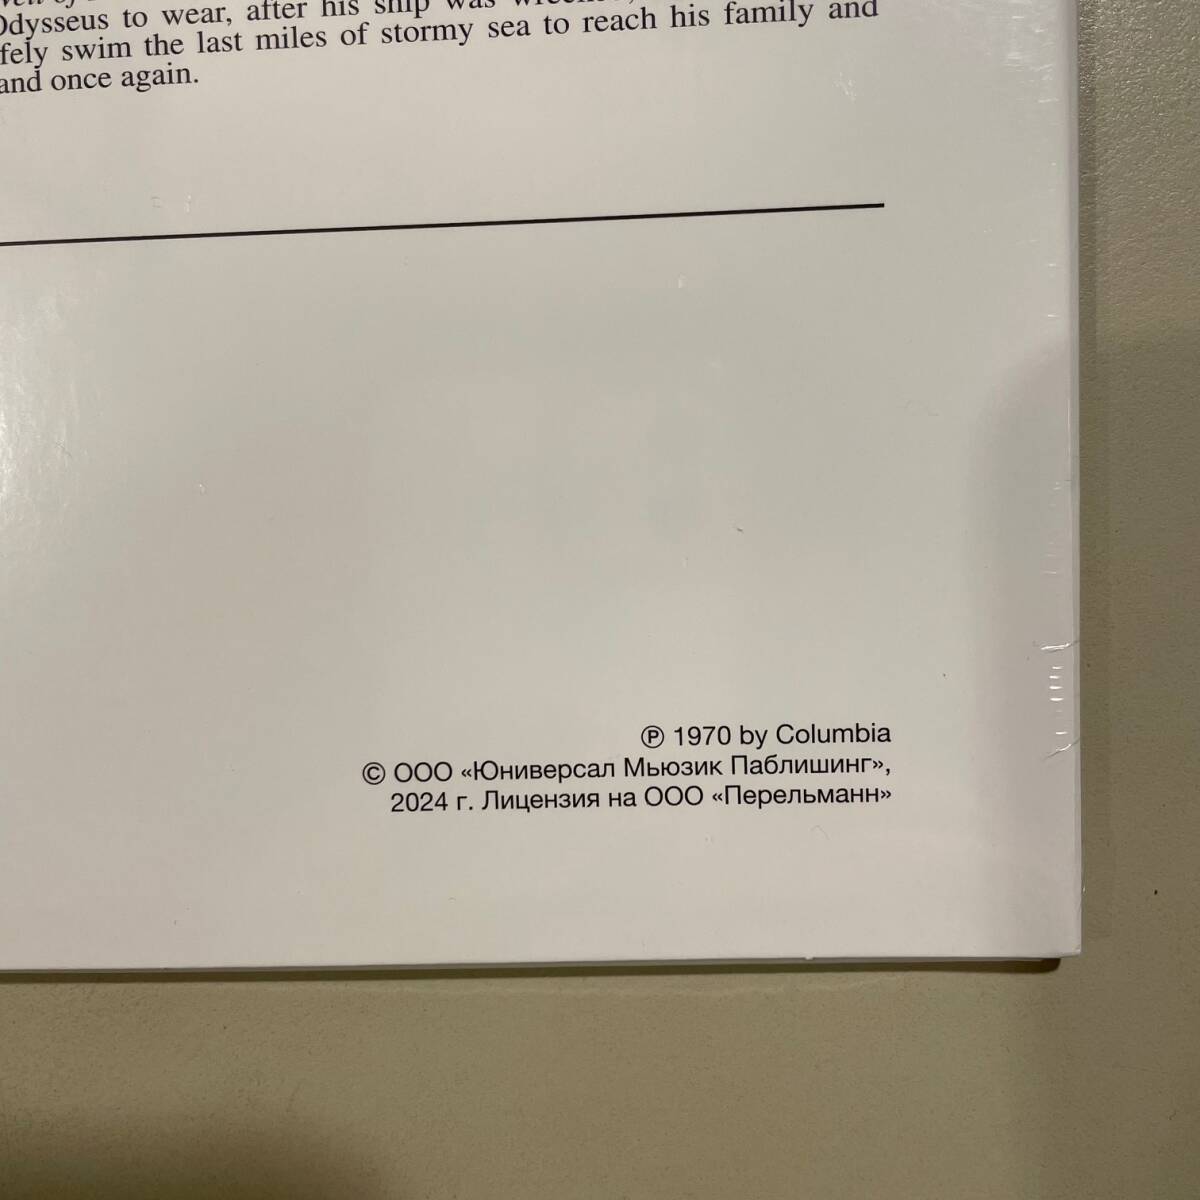 Odysseus to wear, after his ship was
fely swim the last miles of stormy sea to reach his family and
and once again.
℗ 1970 by Columbia
© ООО «Юниверсал Мьюзик Паблишинг»,
2024 г. Лицензия на ООО «Перельманн»